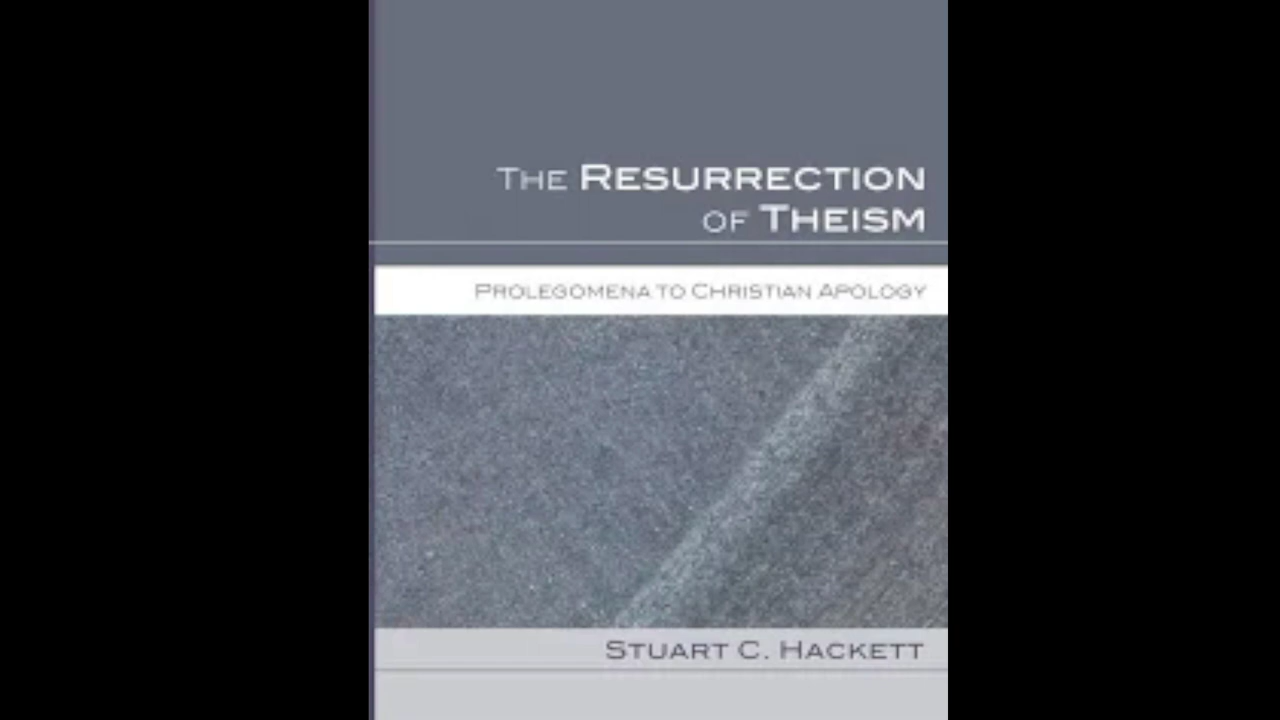 The Resurrection
of Theism
Prolegomena to Christian Apology
Stuart C. Hackett